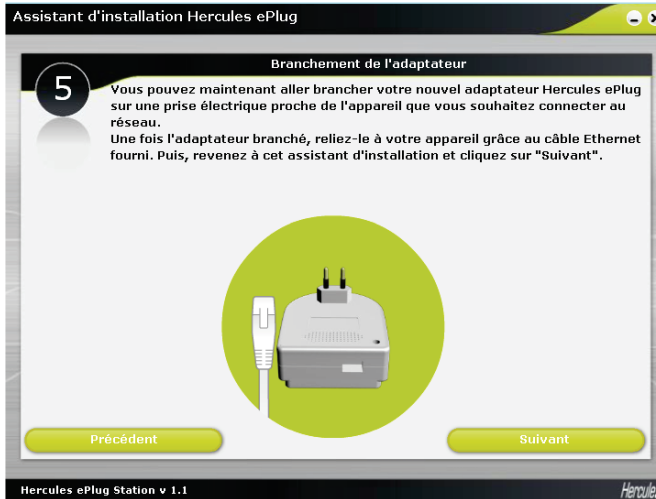 Assistant d'installation Hercules ePlug
Branchement de l'adaptateur
5
Vous pouvez maintenant aller brancher votre nouvel adaptateur Hercules ePlug
sur une prise électrique proche de l'appareil que vous souhaitez connecter au
réseau.
Une fois l'adaptateur branché, reliez-le à votre appareil grâce au câble Ethernet
fourni. Puis, revenez à cet assistant d'installation et cliquez sur "Suivant".
Précédent
Suivant
Hercules ePlug Station v 1.1
Hercule